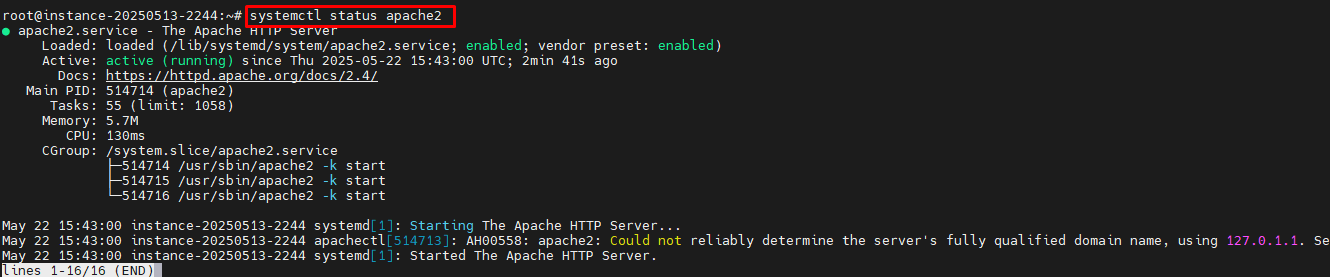 root@instance-20250513-2244:~# systemctl status apache2
● apache2.service - The Apache HTTP Server
     Loaded: loaded (/lib/systemd/system/apache2.service; enabled; vendor preset: enabled)
     Active: active (running) since Thu 2025-05-22 15:43:00 UTC; 2min 41s ago
       Docs: https://httpd.apache.org/docs/2.4/
   Main PID: 514714 (apache2)
      Tasks: 55 (limit: 1058)
     Memory: 5.7M
        CPU: 130ms
     CGroup: /system.slice/apache2.service
             ├─514714 /usr/sbin/apache2 -k start
             ├─514715 /usr/sbin/apache2 -k start
             └─514716 /usr/sbin/apache2 -k start
May 22 15:43:00 instance-20250513-2244 systemd[1]: Starting The Apache HTTP Server...
May 22 15:43:00 instance-20250513-2244 apachectl[514713]: AH00558: apache2: Could not reliably determine the server's fully qualified domain name, using 127.0.1.1. Se
May 22 15:43:00 instance-20250513-2244 systemd[1]: Started The Apache HTTP Server.
lines 1-16/16 (END)